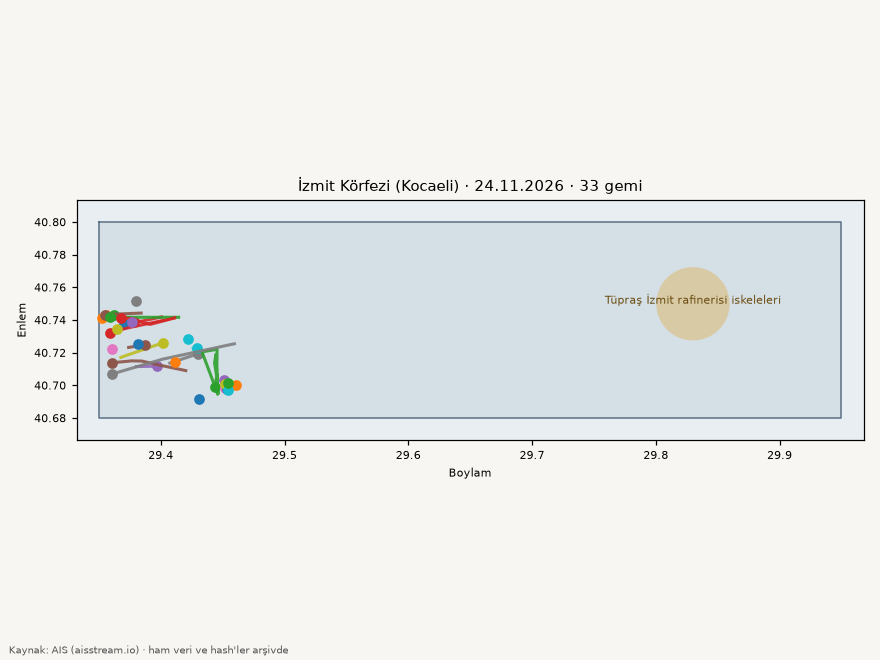 İzmit Körfezi (Kocaeli) · 24.11.2026 · 33 gemi
40.80
40.78
40.76
40.74
40.72
40.70
40.68
Enlem
Tüpraş İzmit rafinerisi iskeleleri
29.4 29.5 29.6 29.7 29.8 29.9
Boylam
Kaynak: AIS (aisstream.io) · ham veri ve hash'ler arşivde